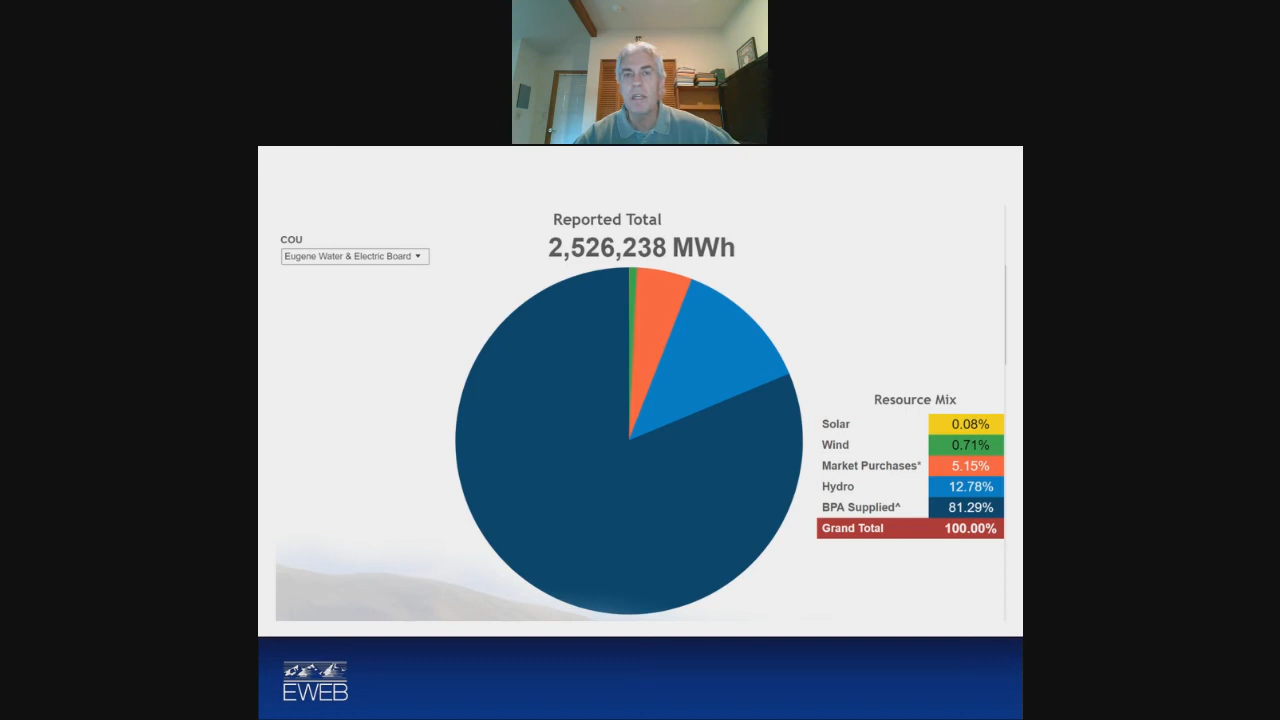 Reported Total
2,526,238 MWh
COU
Eugene Water & Electric Board
Resource Mix
Solar 0.08%
Wind 0.71%
Market Purchases* 5.15%
Hydro 12.78%
BPA Supplied^ 81.29%
Grand Total 100.00%
EWEB